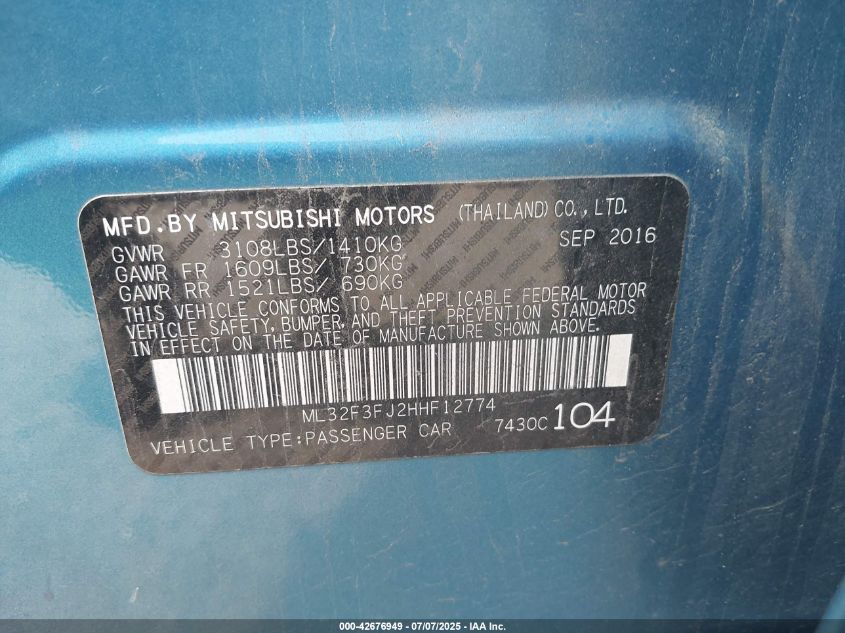 MFD.BY MITSUBISHI MOTORS (THAILAND) CO., LTD.
GVWR 3108LBS/1410KG SEP 2016
GAWR FR 1609LBS/ 730KG
GAWR RR 1521LBS/ 690KG
THIS VEHICLE CONFORMS TO ALL APPLICABLE FEDERAL MOTOR
VEHICLE SAFETY, BUMPER, AND THEFT PREVENTION STANDARDS
IN EFFECT ON THE DATE OF MANUFACTURE SHOWN ABOVE.
ML32F3FJ2HHF12774
VEHICLE TYPE:PASSENGER CAR 7430C 104
000-42676949 - 07/07/2025 - IAA Inc.